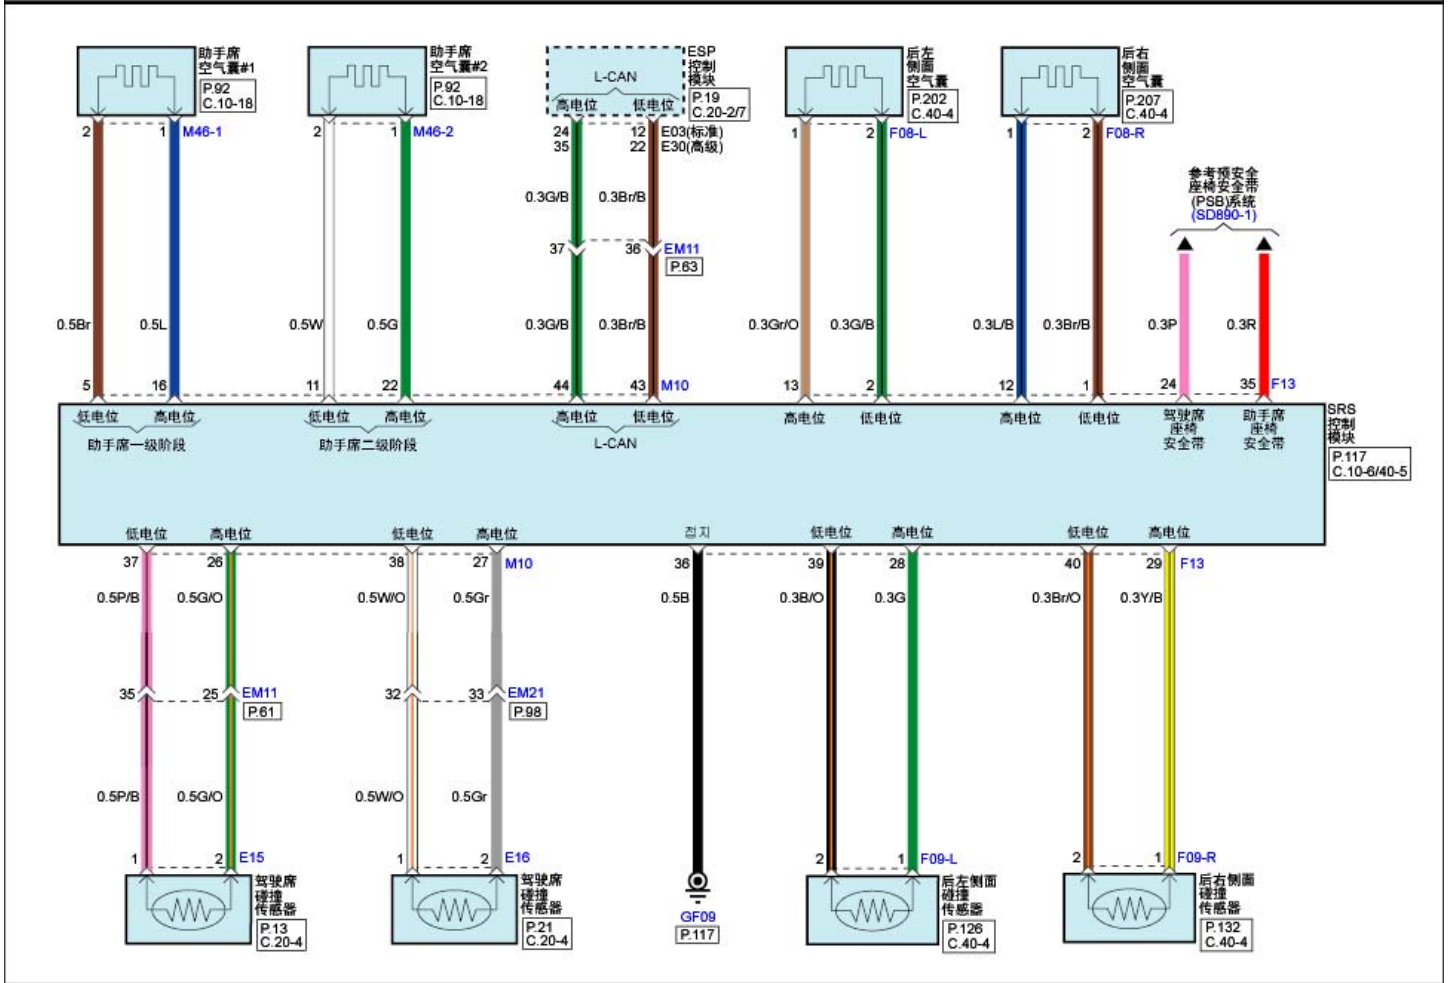 助手席
空气囊#1
P.92
C.10-18
助手席
空气囊#2
P.92
C.10-18
L-CAN
高电位 低电位
ESP
控制
模块
P.19
C.20-2/7
后左
侧面
空气囊
P.202
C.40-4
后右
侧面
空气囊
P.207
C.40-4
2 1 M46-1
2 1 M46-2
24 12 E03(标准)
35 22 E30(高级)
1 2 F08-L
1 2 F08-R
参考预安全
座椅安全带
(PSB)系统
(SD890-1)
0.3G/B 0.3Br/B
37 36 EM11
P.63
0.5Br 0.5L 0.5W 0.5G 0.3G/B 0.3Br/B 0.3Gr/O 0.3G/B 0.3L/B 0.3Br/B 0.3P 0.3R
5 16 11 22 44 43 M10 13 2 12 1 24 35 F13
低电位 高电位 低电位 高电位 高电位 低电位 高电位 低电位 高电位 低电位
助手席一级阶段 助手席二级阶段 L-CAN
驾驶席
座椅
安全带
助手席
座椅
安全带
SRS
控制
模块
P.117
C.10-6/40-5
低电位 高电位 低电位 高电位 접지 低电位 高电位 低电位 高电位
37 26 38 27 M10 36 39 28 40 29 F13
0.5P/B 0.5G/O 0.5W/O 0.5Gr 0.5B 0.3B/O 0.3G 0.3Br/O 0.3Y/B
35 25 EM11
P.61
32 33 EM21
P.98
0.5P/B 0.5G/O 0.5W/O 0.5Gr
1 2 E15
1 2 E16
2 1 F09-L
2 1 F09-R
驾驶席
碰撞
传感器
P.13
C.20-4
驾驶席
碰撞
传感器
P.21
C.20-4
GF09
P.117
后左侧面
碰撞
传感器
P.126
C.40-4
后右侧面
碰撞
传感器
P.132
C.40-4